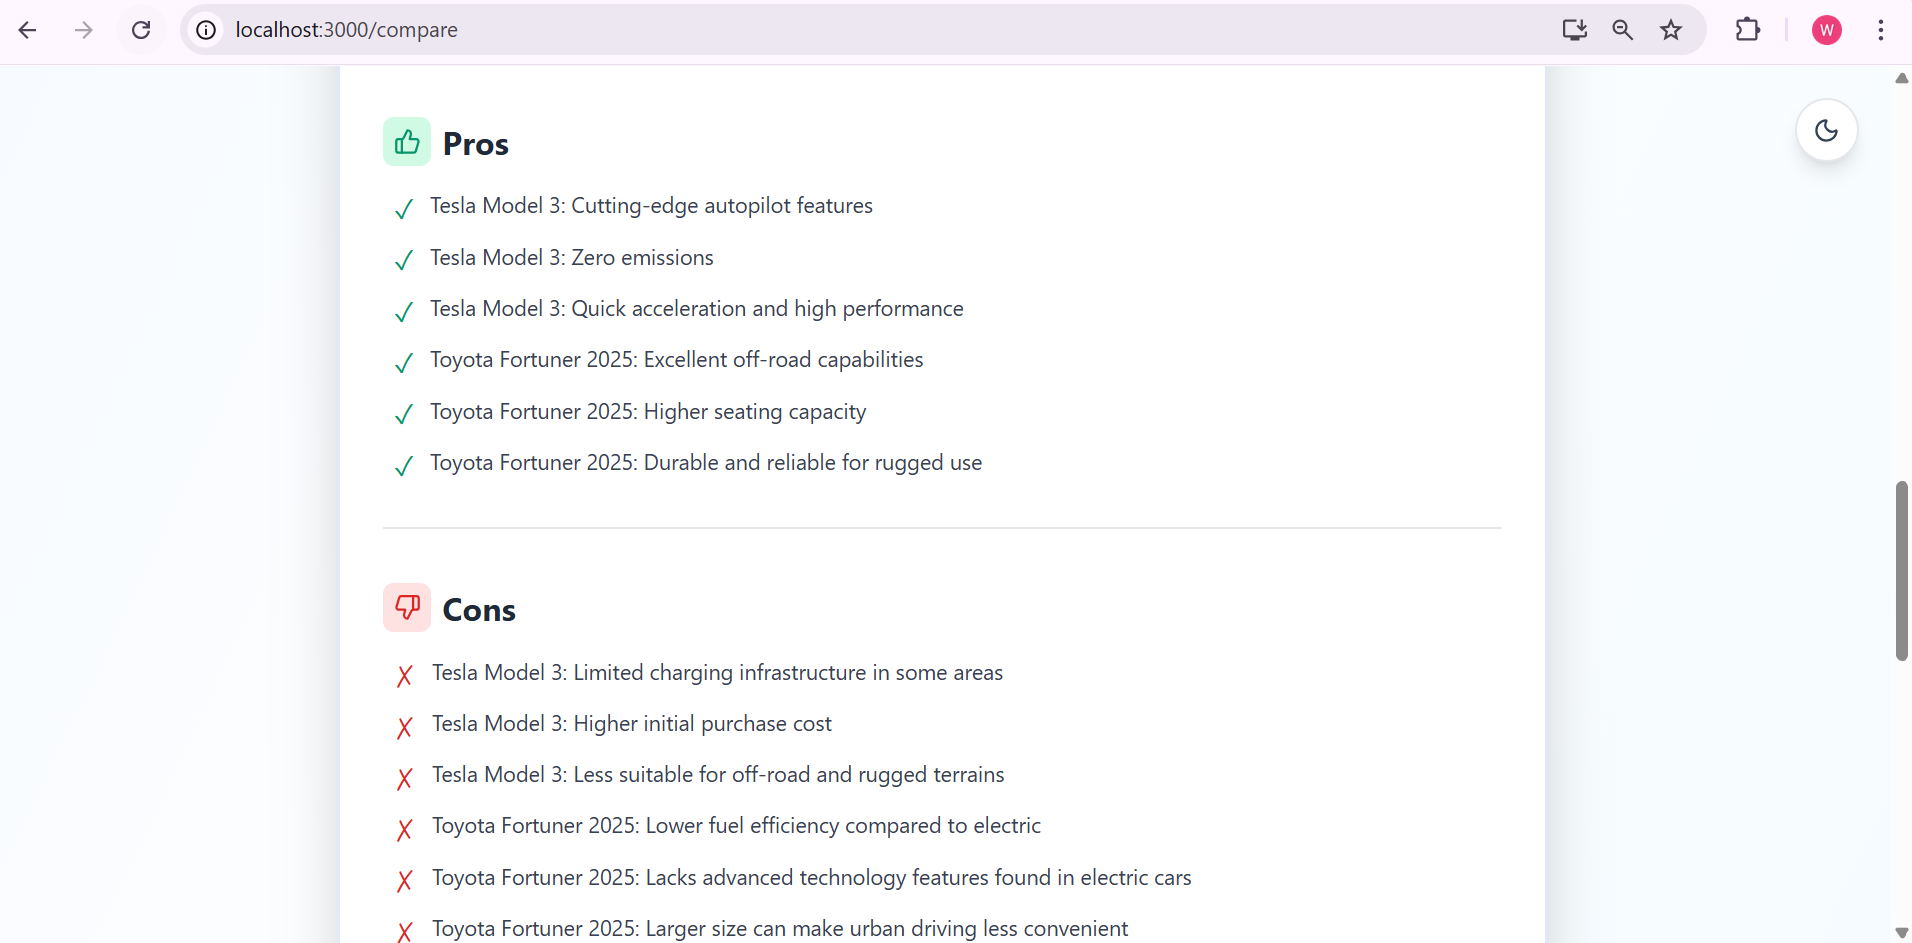 localhost:3000/compare
W
Pros
✓ Tesla Model 3: Cutting-edge autopilot features
✓ Tesla Model 3: Zero emissions
✓ Tesla Model 3: Quick acceleration and high performance
✓ Toyota Fortuner 2025: Excellent off-road capabilities
✓ Toyota Fortuner 2025: Higher seating capacity
✓ Toyota Fortuner 2025: Durable and reliable for rugged use
Cons
✗ Tesla Model 3: Limited charging infrastructure in some areas
✗ Tesla Model 3: Higher initial purchase cost
✗ Tesla Model 3: Less suitable for off-road and rugged terrains
✗ Toyota Fortuner 2025: Lower fuel efficiency compared to electric
✗ Toyota Fortuner 2025: Lacks advanced technology features found in electric cars
✗ Toyota Fortuner 2025: Larger size can make urban driving less convenient